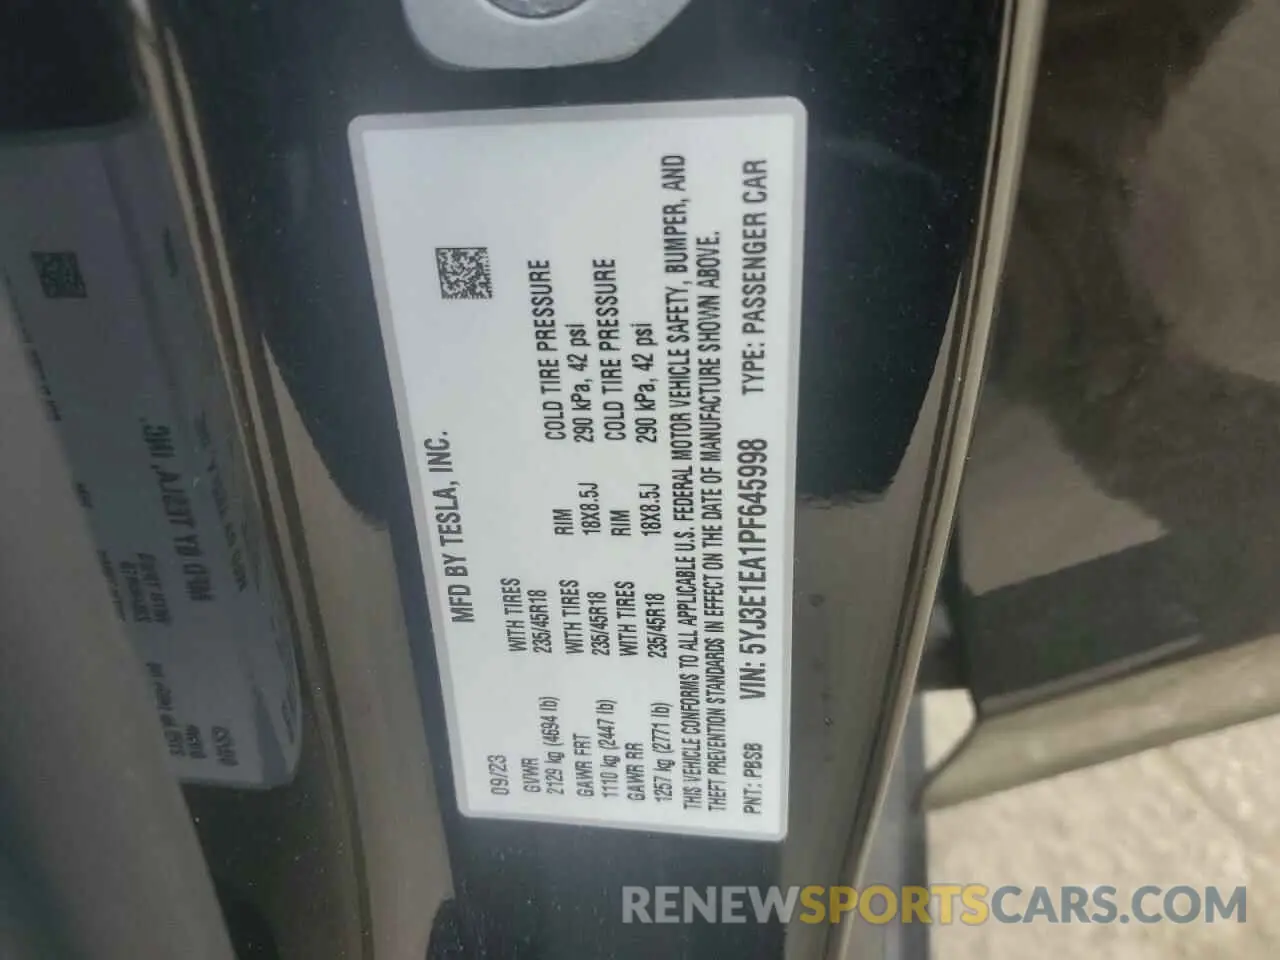 MFD BY TESLA, INC.
09/23
GVWR
2129 kg (4694 lb)
WITH TIRES
235/45R18
GAWR FRT
1110 kg (2447 lb)
WITH TIRES
235/45R18
RIM
18X8.5J
COLD TIRE PRESSURE
290 kPa, 42 psi
GAWR RR
1257 kg (2771 lb)
WITH TIRES
235/45R18
RIM
18X8.5J
COLD TIRE PRESSURE
290 kPa, 42 psi
THIS VEHICLE CONFORMS TO ALL APPLICABLE U.S. FEDERAL MOTOR VEHICLE SAFETY, BUMPER, AND
THEFT PREVENTION STANDARDS IN EFFECT ON THE DATE OF MANUFACTURE SHOWN ABOVE.
PNT: PBSB VIN: 5YJ3E1EA1PF645998 TYPE: PASSENGER CAR
RENEWSPORTSCARS.COM